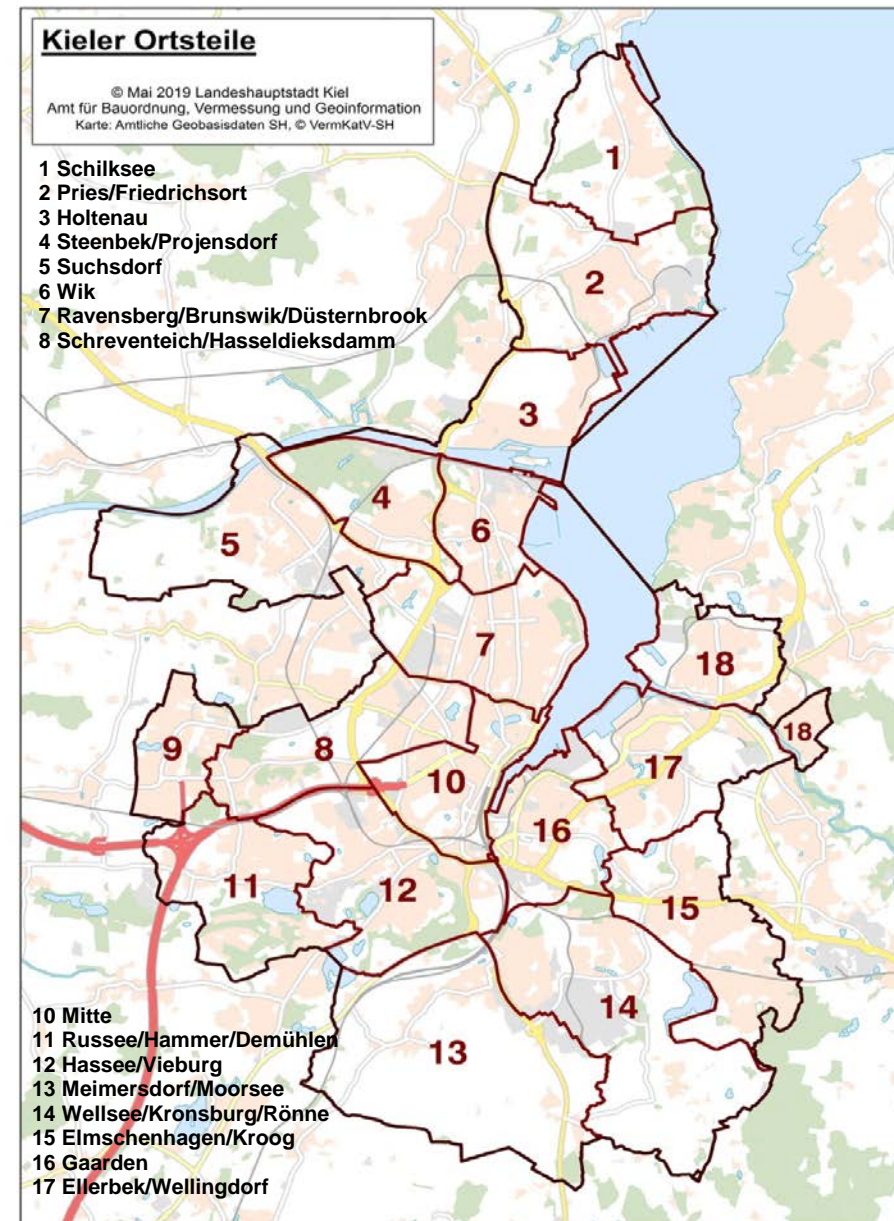 Kieler Ortsteile
© Mai 2019 Landeshauptstadt Kiel
Amt für Bauordnung, Vermessung und Geoinformation
Karte: Amtliche Geobasisdaten SH, © VermKatV-SH
1 Schilksee
2 Pries/Friedrichsort
3 Holtenau
4 Steenbek/Projensdorf
5 Suchsdorf
6 Wik
7 Ravensberg/Brunswik/Düsternbrook
8 Schreventeich/Hasseldieksdamm
1
2
3
4
5
6
7
18
18
9
8
10
17
16
11
12
15
14
13
10 Mitte
11 Russee/Hammer/Demühlen
12 Hassee/Vieburg
13 Meimersdorf/Moorsee
14 Wellsee/Kronsburg/Rönne
15 Elmschenhagen/Kroog
16 Gaarden
17 Ellerbek/Wellingdorf